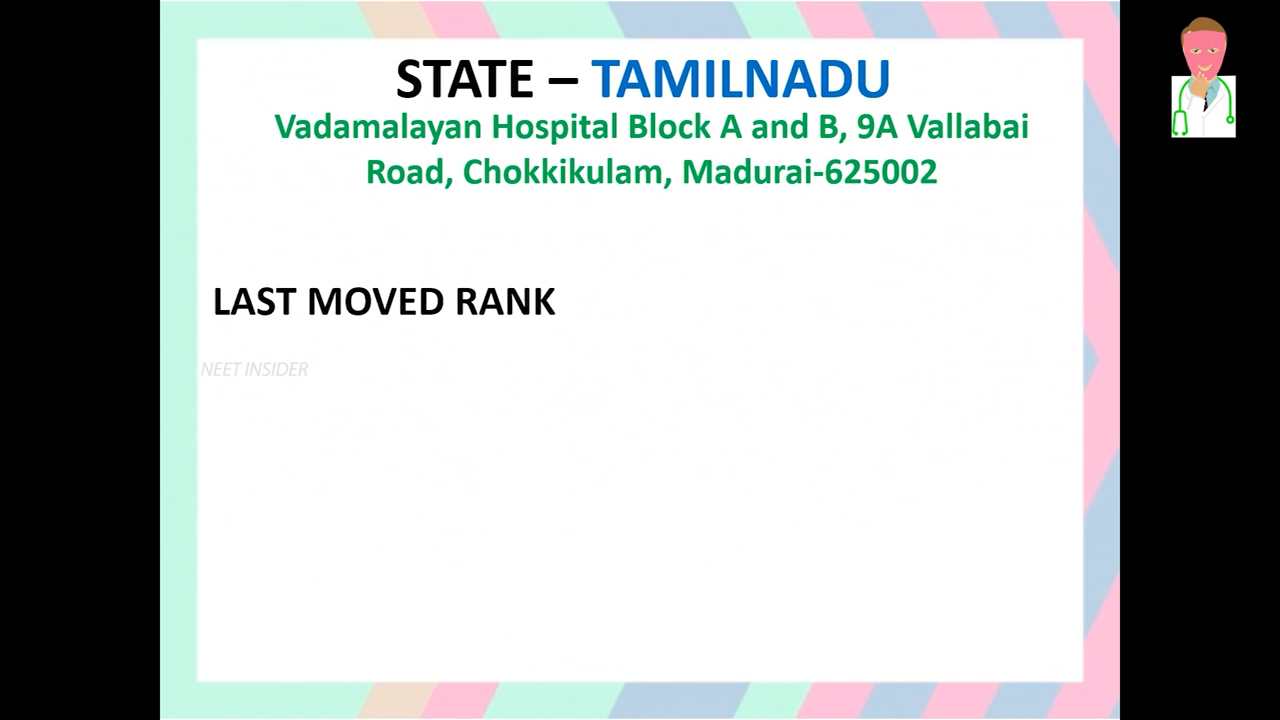 STATE – TAMILNADU
Vadamalayan Hospital Block A and B, 9A Vallabai
Road, Chokkikulam, Madurai-625002
LAST MOVED RANK
NEET INSIDER